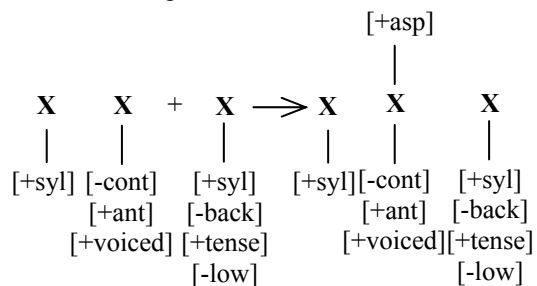 [+asp]
X X + X → X X X
[+syl] [-cont] [+syl] [+syl] [-cont] [+syl]
[+ant] [-back] [+ant] [-back]
[+voiced] [+tense] [+voiced] [+tense]
[-low] [-low]